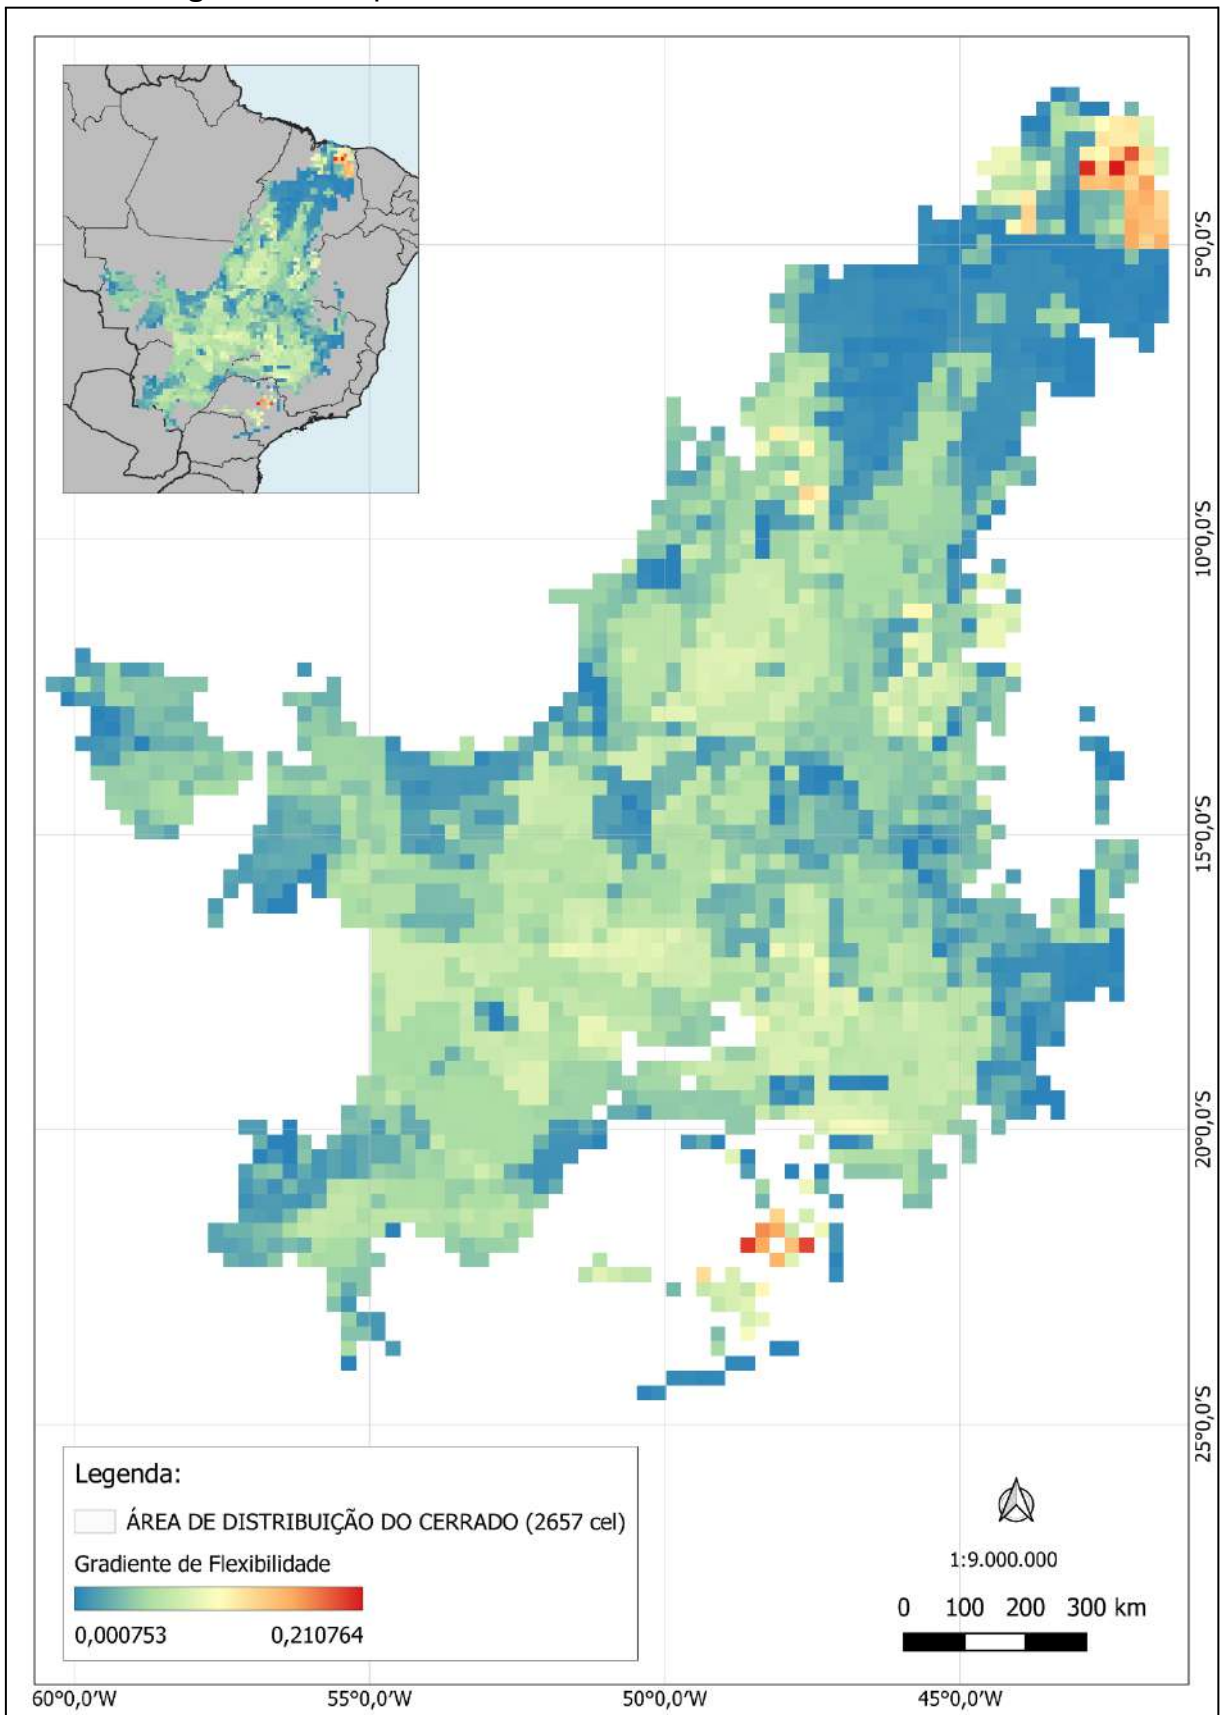 5°0,0'S
10°0,0'S
15°0,0'S
20°0,0'S
25°0,0'S
Legenda:
ÁREA DE DISTRIBUIÇÃO DO CERRADO (2657 cel)
Gradiente de Flexibilidade
0,000753 0,210764
1:9.000.000
0 100 200 300 km
60°0,0'W 55°0,0'W 50°0,0'W 45°0,0'W